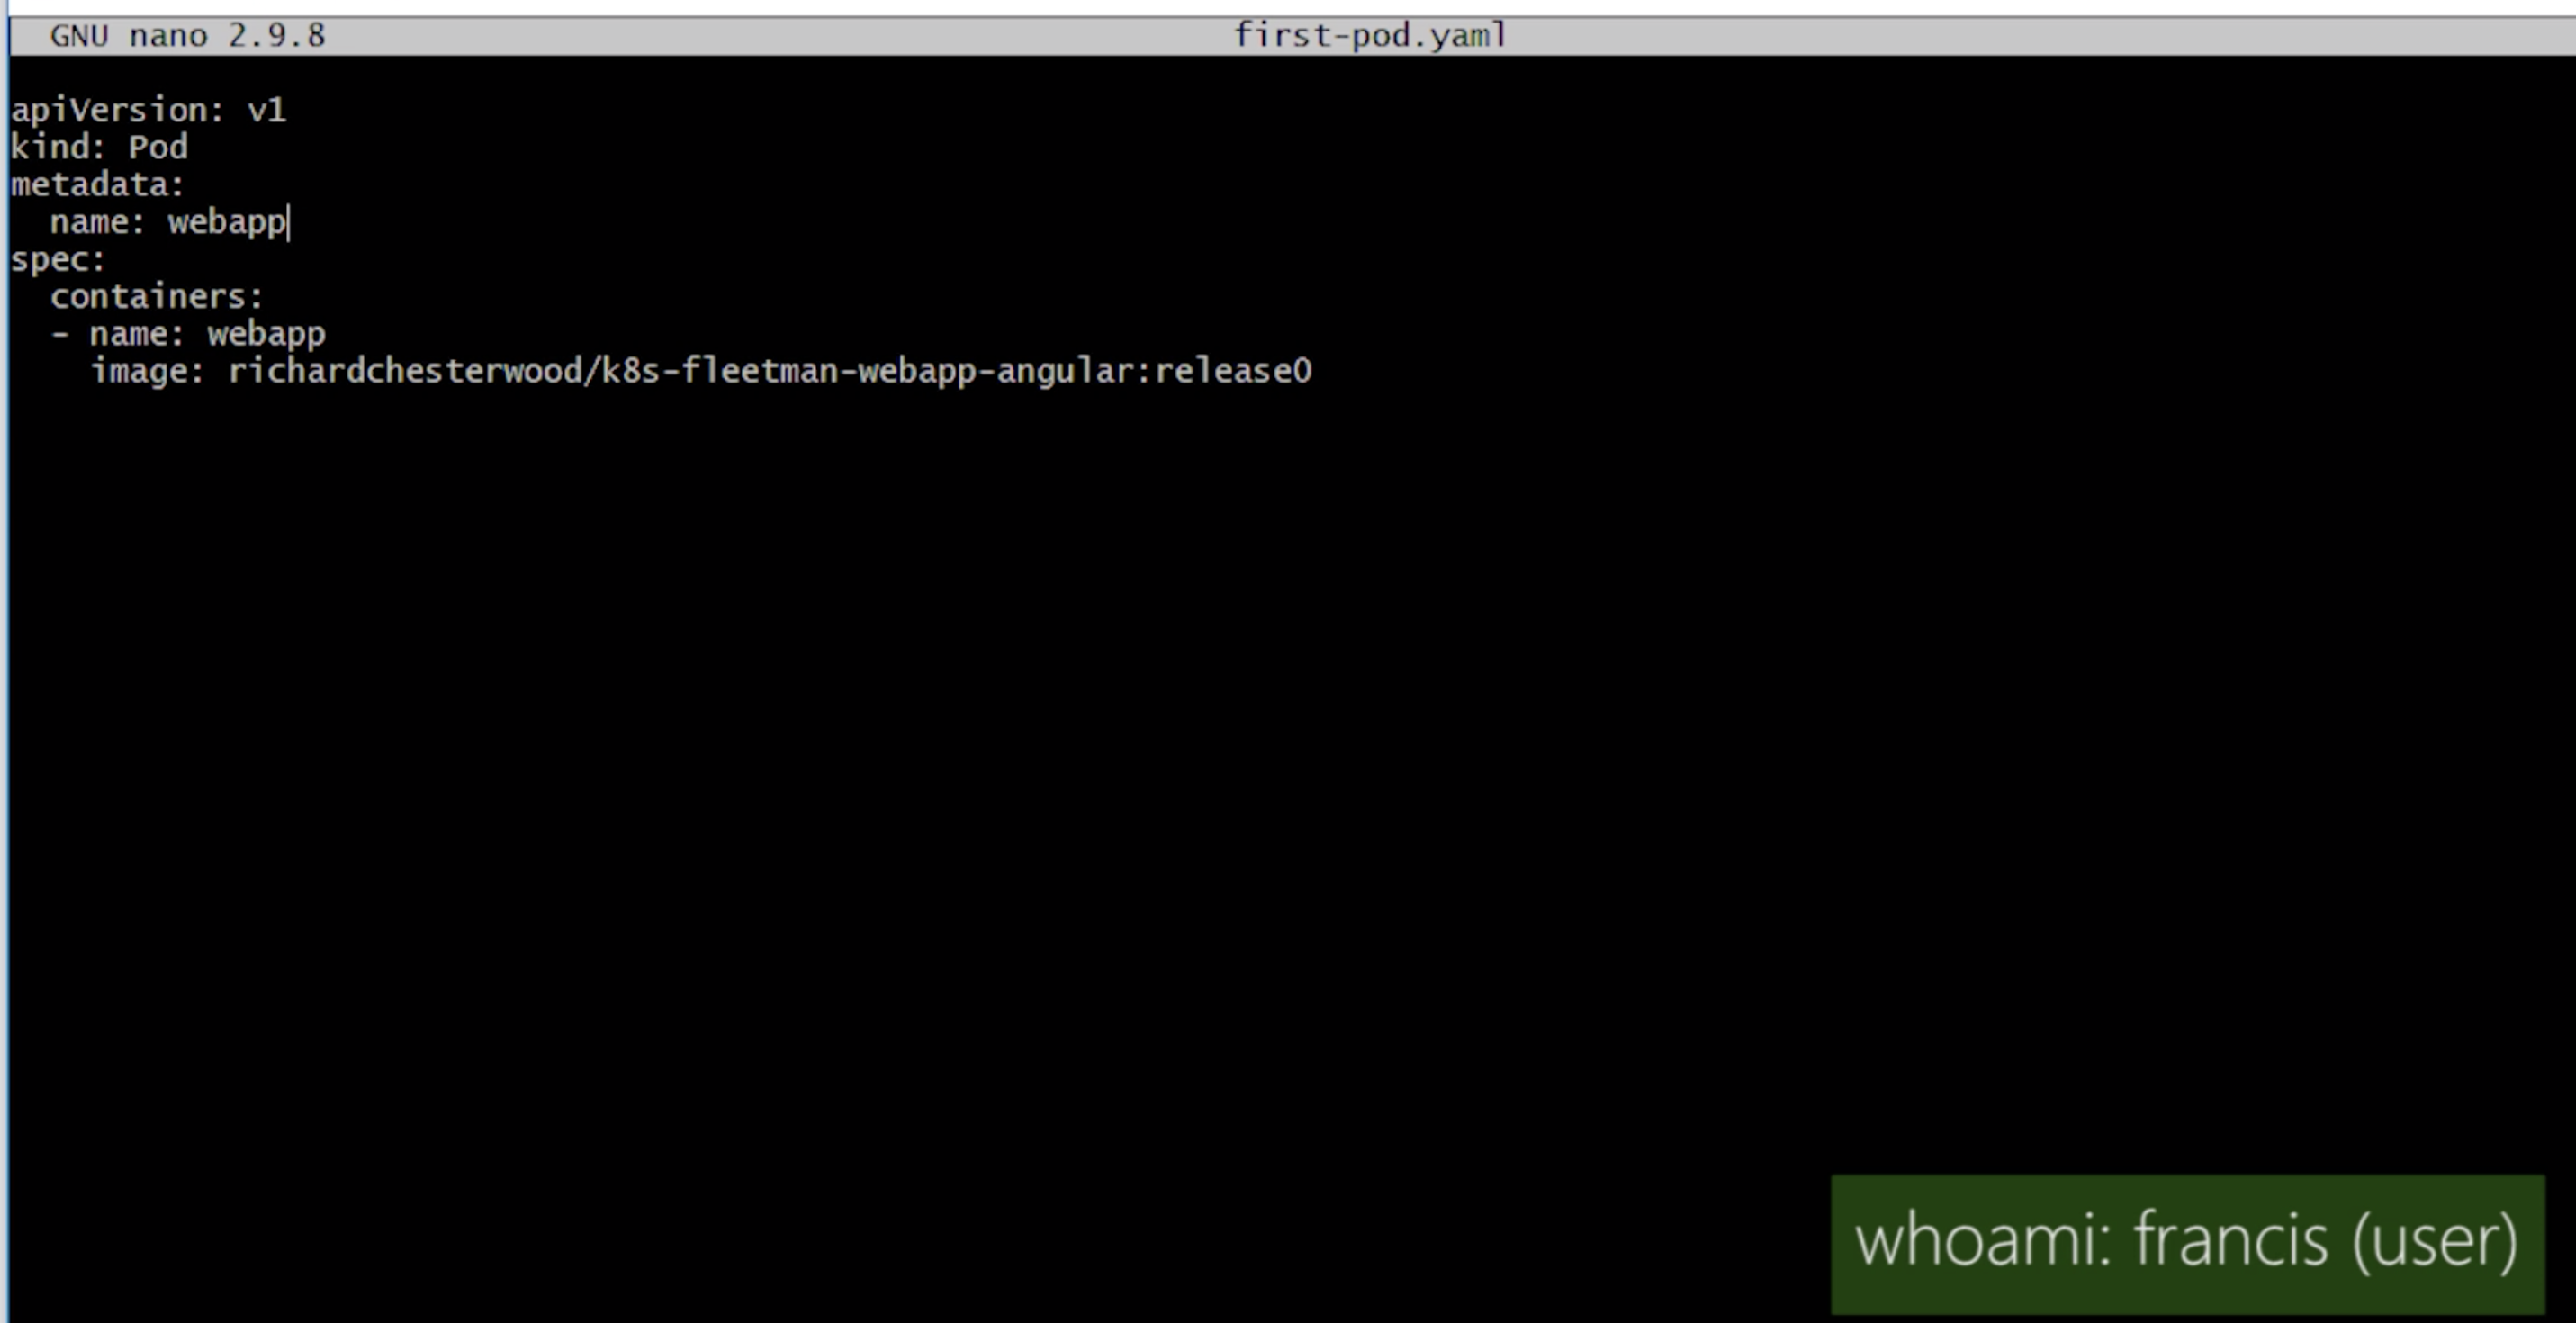 GNU nano 2.9.8 first-pod.yaml
apiVersion: v1
kind: Pod
metadata:
  name: webapp
spec:
  containers:
  - name: webapp
    image: richardchesterwood/k8s-fleetman-webapp-angular:release0
whoami: francis (user)